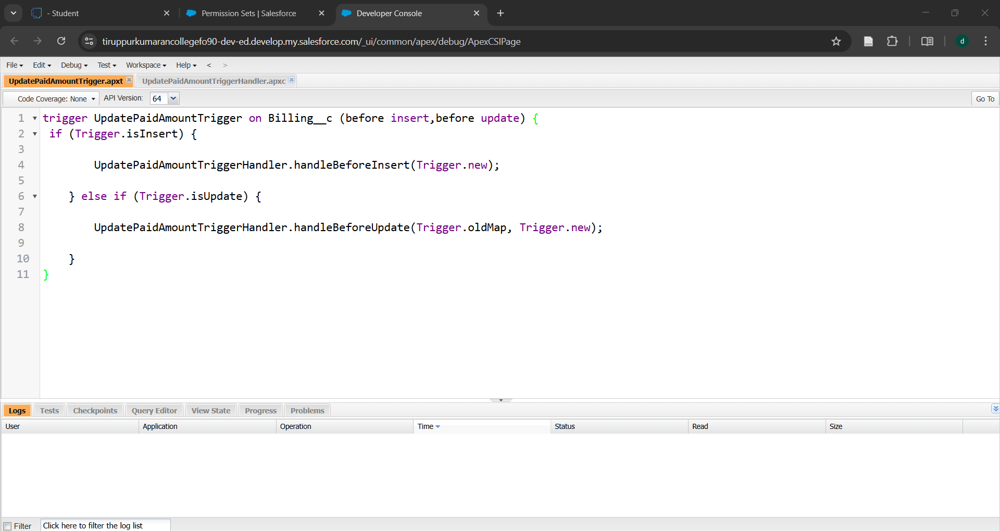 - Student
Permission Sets | Salesforce
Developer Console
tiruppurkumarancollegefo90-dev-ed.develop.my.salesforce.com/_ui/common/apex/debug/ApexCSIPage
d
File Edit Debug Test Workspace Help < >
UpdatePaidAmountTrigger.apxt UpdatePaidAmountTriggerHandler.apxc
Code Coverage: None API Version: 64 Go To
1 trigger UpdatePaidAmountTrigger on Billing__c (before insert,before update) {
2 if (Trigger.isInsert) {
3
4 UpdatePaidAmountTriggerHandler.handleBeforeInsert(Trigger.new);
5
6 } else if (Trigger.isUpdate) {
7
8 UpdatePaidAmountTriggerHandler.handleBeforeUpdate(Trigger.oldMap, Trigger.new);
9
10 }
11 }
Logs Tests Checkpoints Query Editor View State Progress Problems
User Application Operation Time Status Read Size
Filter Click here to filter the log list